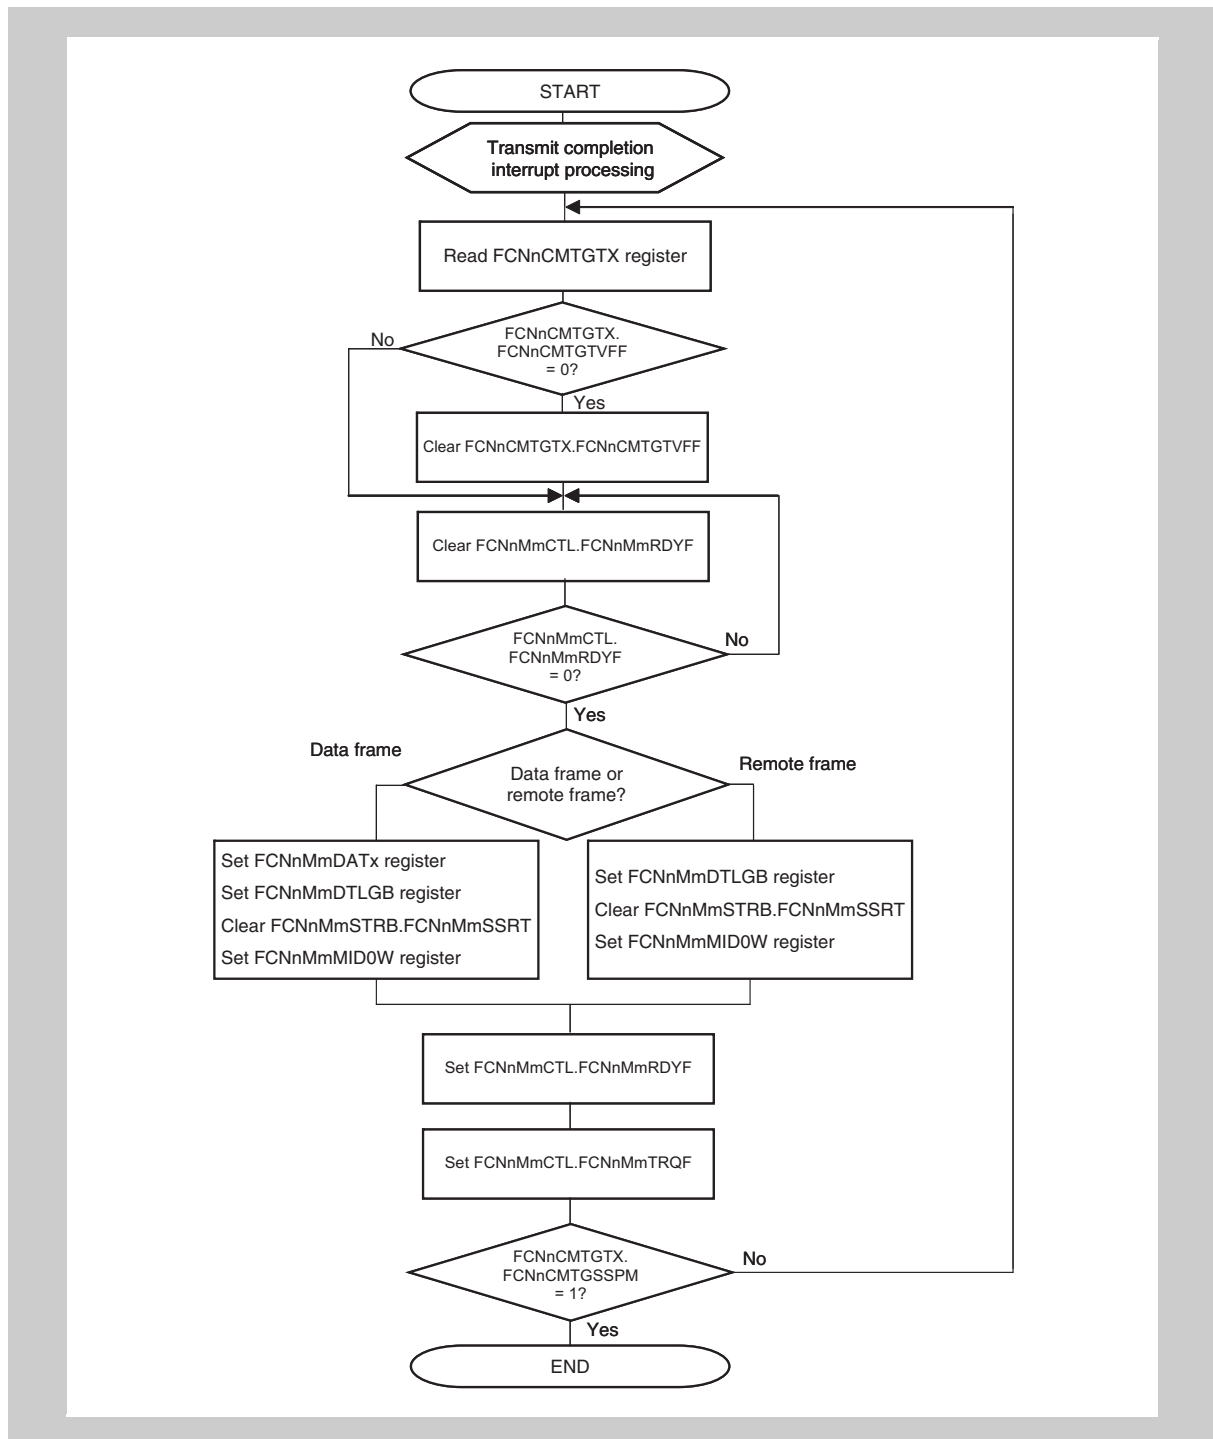 START
Transmit completion
interrupt processing
Read FCNnCMTGTX register
FCNnCMTGTX.
FCNnCMTGTVFF
= 0?
No
Yes
Clear FCNnCMTGTX.FCNnCMTGTVFF
Clear FCNnMmCTL.FCNnMmRDYF
FCNnMmCTL.
FCNnMmRDYF
= 0?
No
Yes
Data frame
Data frame or
remote frame?
Remote frame
Set FCNnMmDATx register
Set FCNnMmDTLGB register
Clear FCNnMmSTRB.FCNnMmSSRT
Set FCNnMmMID0W register
Set FCNnMmDTLGB register
Clear FCNnMmSTRB.FCNnMmSSRT
Set FCNnMmMID0W register
Set FCNnMmCTL.FCNnMmRDYF
Set FCNnMmCTL.FCNnMmTRQF
FCNnCMTGTX.
FCNnCMTGSSPM
= 1?
No
Yes
END